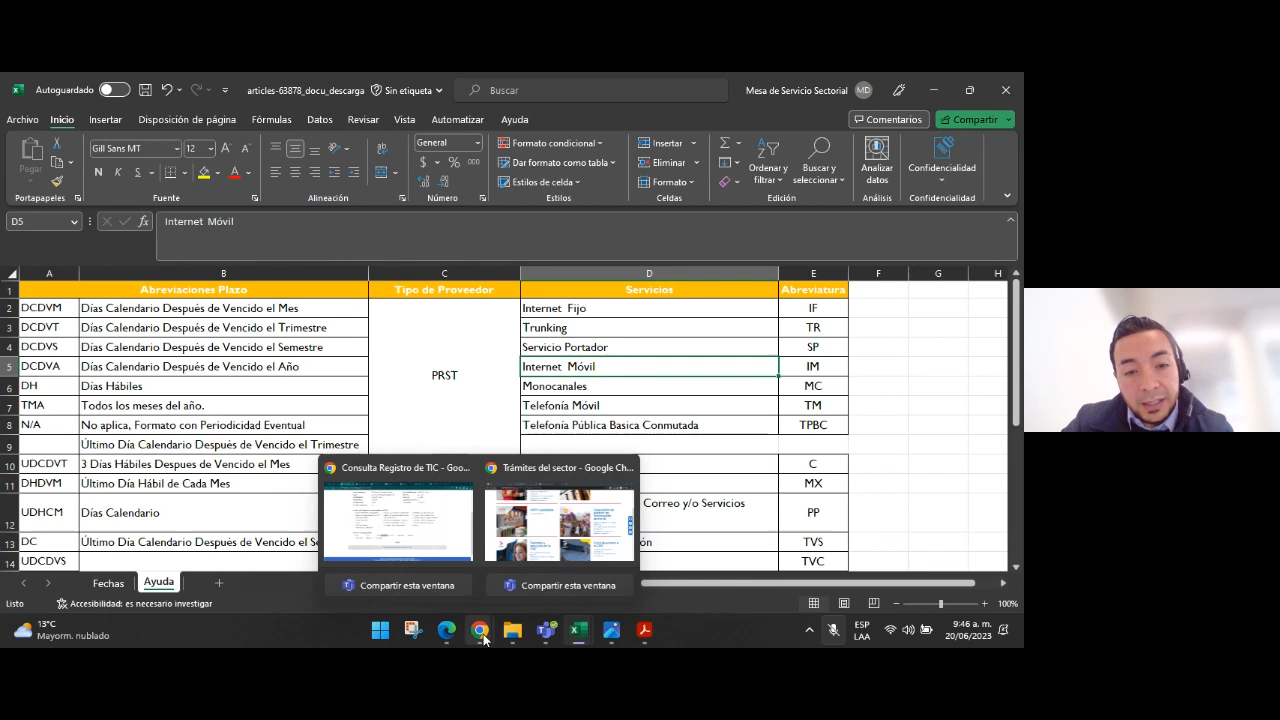 Autoguardado
articles-63878_docu_descarga
Sin etiqueta
Buscar
Mesa de Servicio Sectorial
MD
Archivo
Inicio
Insertar
Disposición de página
Fórmulas
Datos
Revisar
Vista
Automatizar
Ayuda
Comentarios
Compartir
Pegar
Gill Sans MT
12
N K S
General
$ % 000
Formato condicional
Dar formato como tabla
Estilos de celda
Insertar
Eliminar
Formato
Ordenar y filtrar
Buscar y seleccionar
Analizar datos
Confidencialidad
Portapapeles
Fuente
Alineación
Número
Estilos
Celdas
Edición
Análisis
Confidencialidad
D5
fx
Internet Móvil
A B C D E F G H
1 Abreviaciones Plazo Tipo de Proveedor Servicios Abreviatura
2 DCDVM Días Calendario Después de Vencido el Mes Internet Fijo IF
3 DCDVT Días Calendario Después de Vencido el Trimestre Trunking TR
4 DCDVS Días Calendario Después de Vencido el Semestre Servicio Portador SP
5 DCDVA Días Calendario Después de Vencido el Año Internet Móvil IM
PRST
6 DH Días Hábiles Monocanales MC
7 TMA Todos los meses del año. Telefonía Móvil TM
8 N/A No aplica, Formato con Periodicidad Eventual Telefonía Pública Basica Conmutada TPBC
9 Último Día Calendario Después de Vencido el Trimestre
10 UDCDVT 3 Días Hábiles Despues de Vencido el Mes C
11 DHDVM Último Día Hábil de Cada Mes MX
12 UDHCM Días Calendario Correo y/o Servicios PP
13 DC Último Día Calendario Después de Vencido el Se ón TVS
14 UDCDVS TVC
Consulta Registro de TIC - Goo...
Trámites del sector - Google Ch...
Compartir esta ventana
Compartir esta ventana
Fechas
Ayuda
Listo
Accesibilidad: es necesario investigar
100%
13°C
Mayorm. nublado
ESP
LAA
9:46 a. m.
20/06/2023